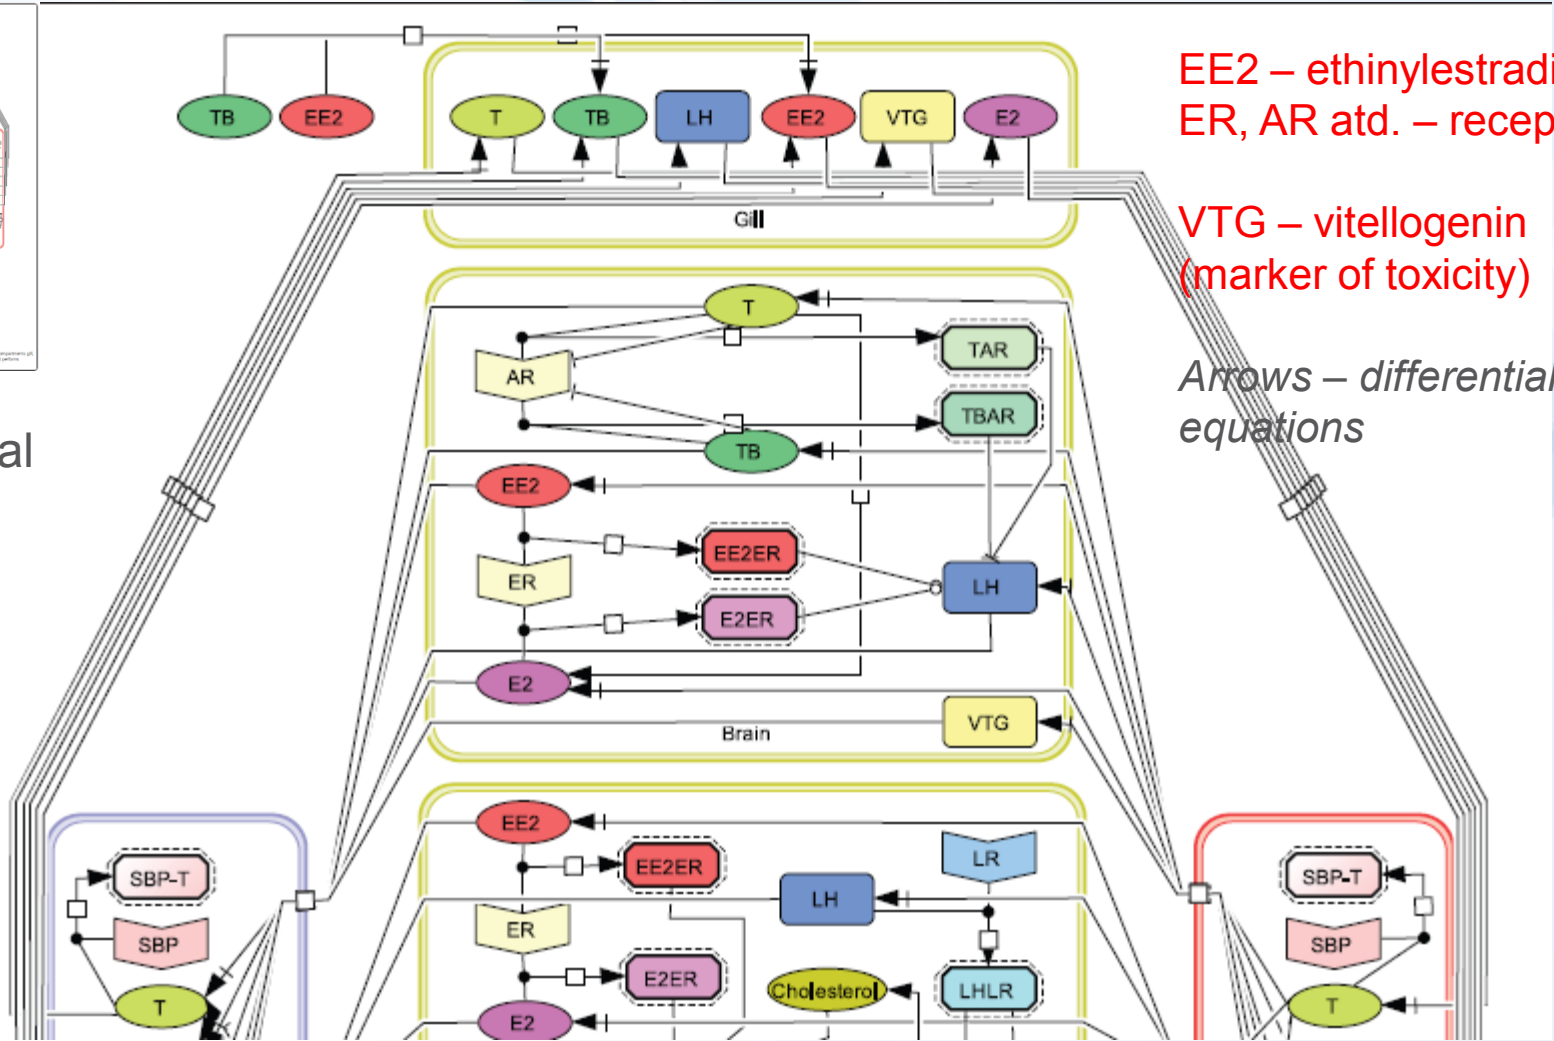 TB
EE2
T
TB
LH
EE2
VTG
E2
Gill
EE2 – ethinylestradi
ER, AR atd. – recep
VTG – vitellogenin
(marker of toxicity)
Arrows – differential
equations
al
T
AR
TAR
TBAR
TB
EE2
EE2ER
ER
LH
E2ER
E2
VTG
Brain
EE2
EE2ER
LR
LH
ER
E2ER
Cholesterol
LHLR
E2
SBP-T
SBP
T
SBP-T
SBP
T